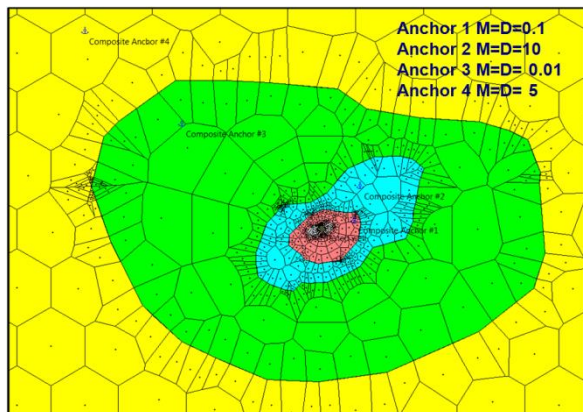 Anchor 1 M=D=0.1
Anchor 2 M=D=10
Anchor 3 M=D= 0.01
Anchor 4 M=D= 5
Composite Anchor #4
Composite Anchor #3
Composite Anchor #2
Composite Anchor #1